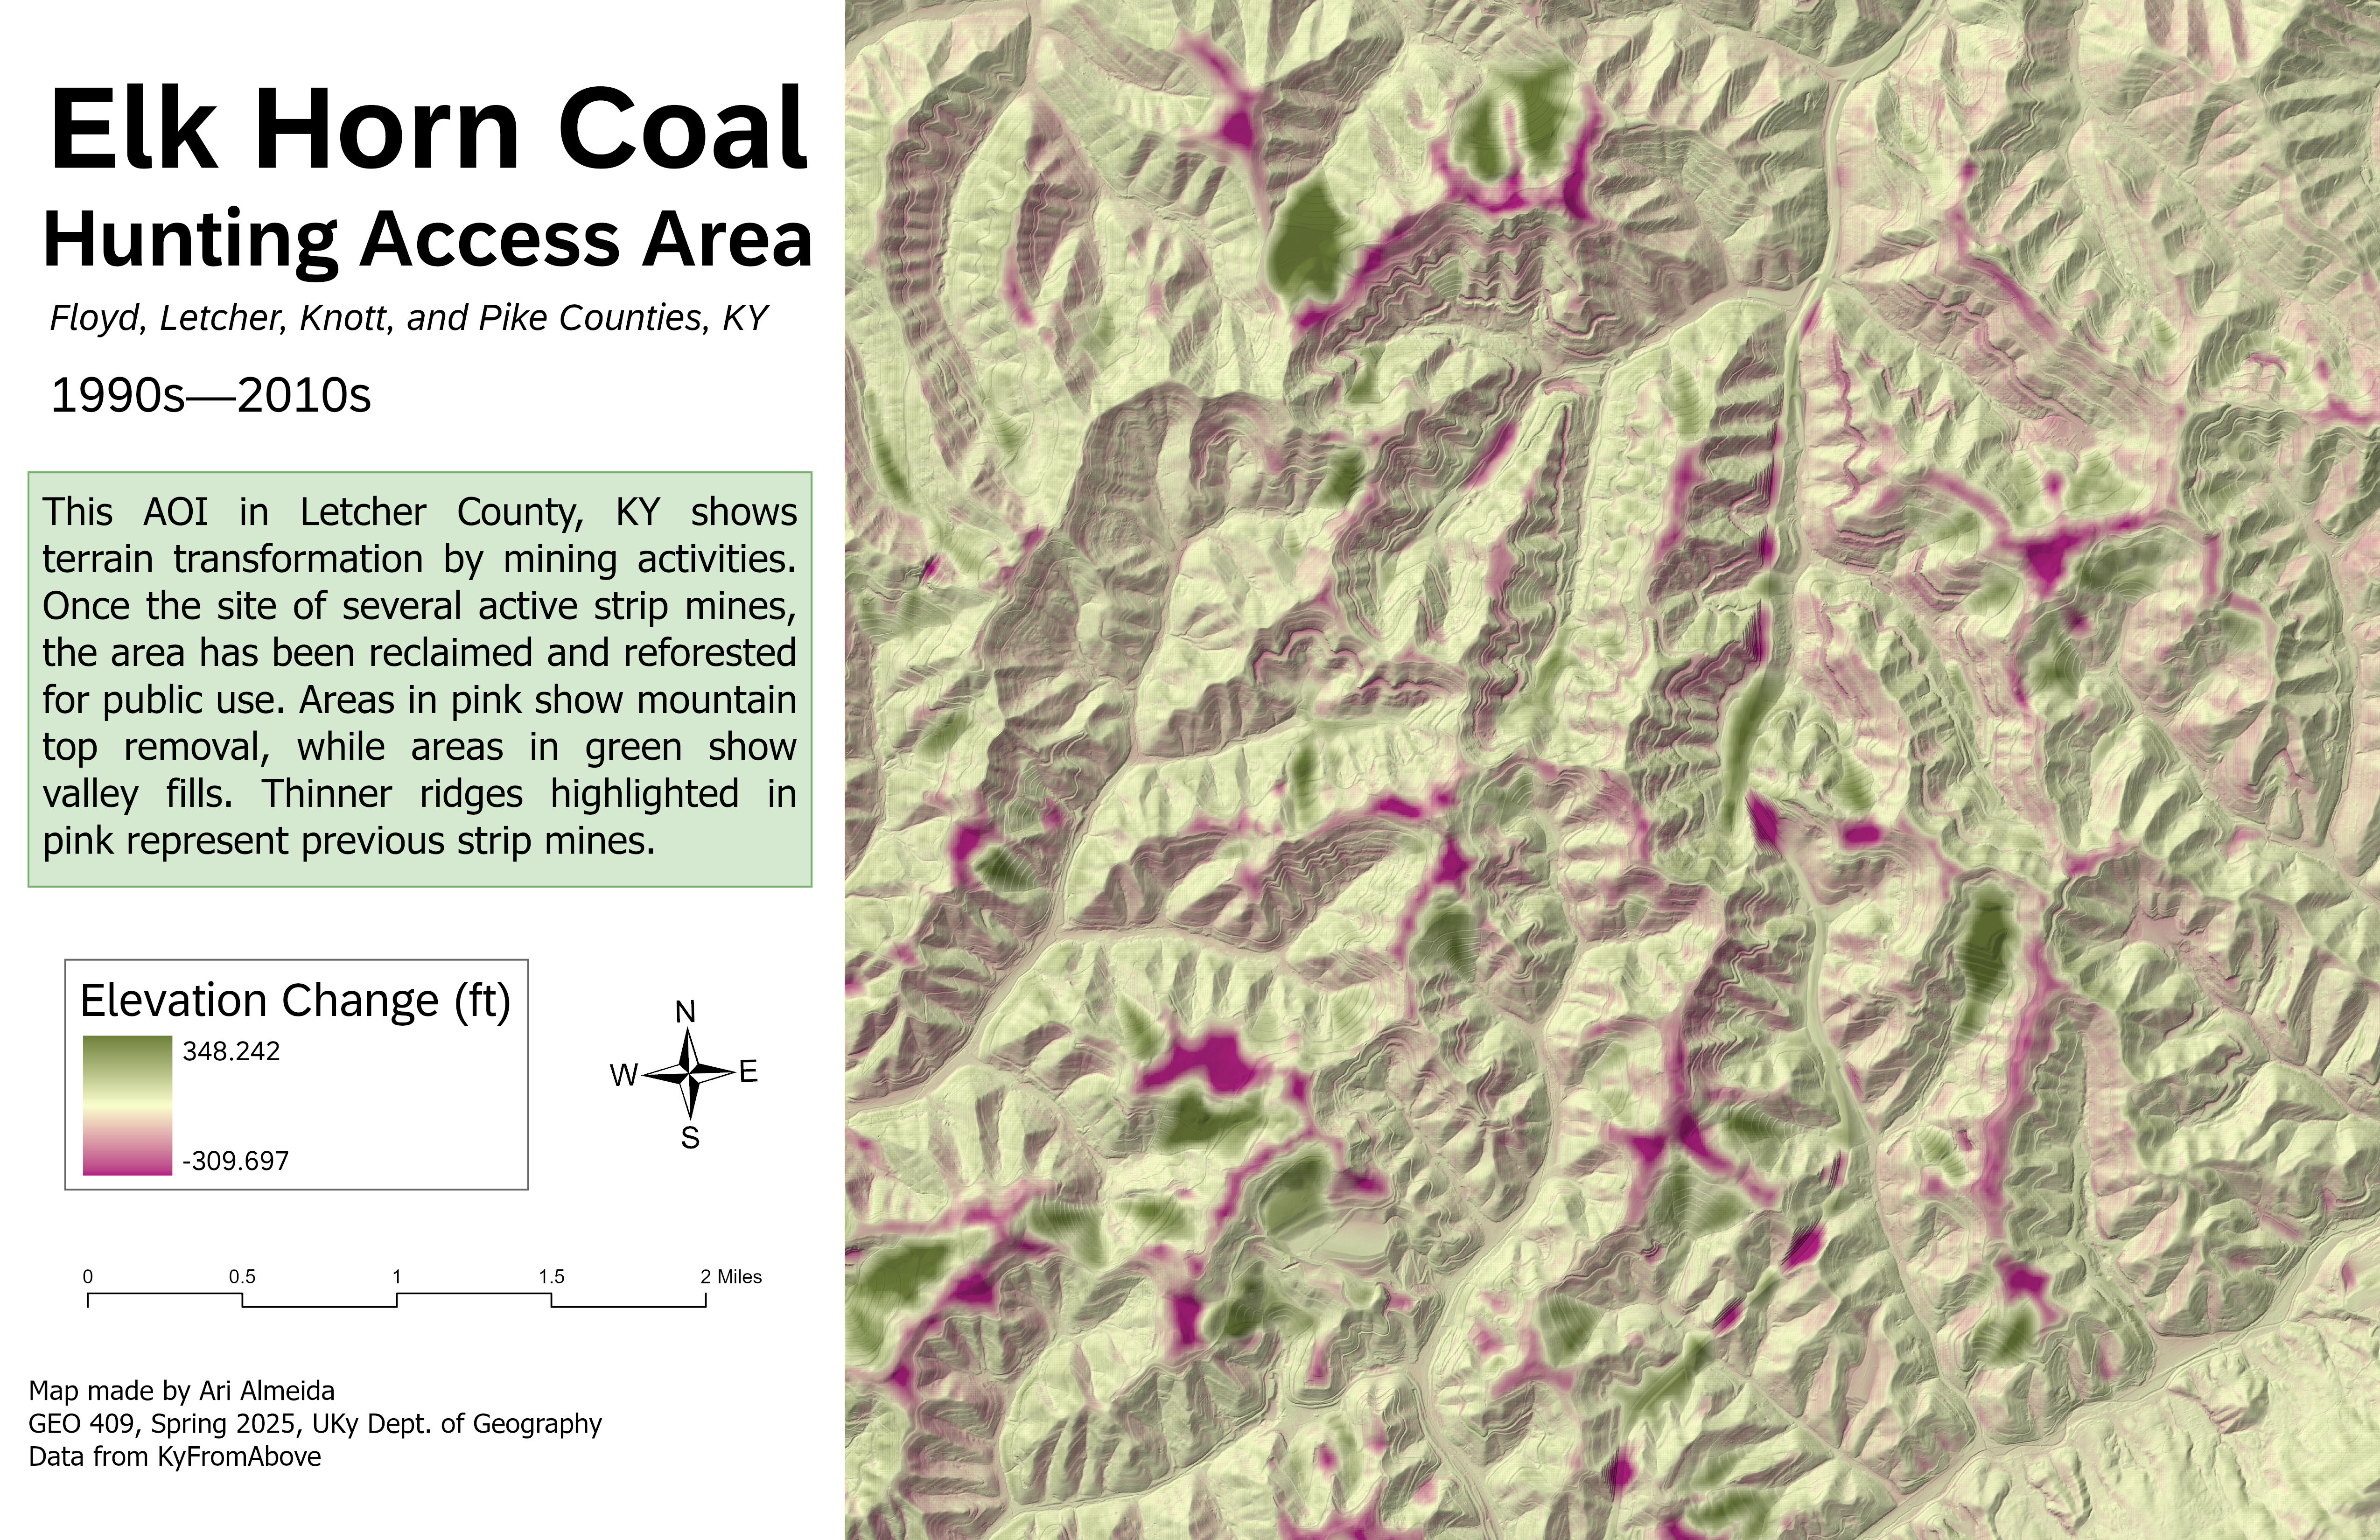 Elk Horn Coal
Hunting Access Area
Floyd, Letcher, Knott, and Pike Counties, KY
1990s—2010s
This AOI in Letcher County, KY shows
terrain transformation by mining activities.
Once the site of several active strip mines,
the area has been reclaimed and reforested
for public use. Areas in pink show mountain
top removal, while areas in green show
valley fills. Thinner ridges highlighted in
pink represent previous strip mines.
Elevation Change (ft)
348.242
-309.697
N
W E
S
0 0.5 1 1.5 2 Miles
Map made by Ari Almeida
GEO 409, Spring 2025, UKy Dept. of Geography
Data from KyFromAbove